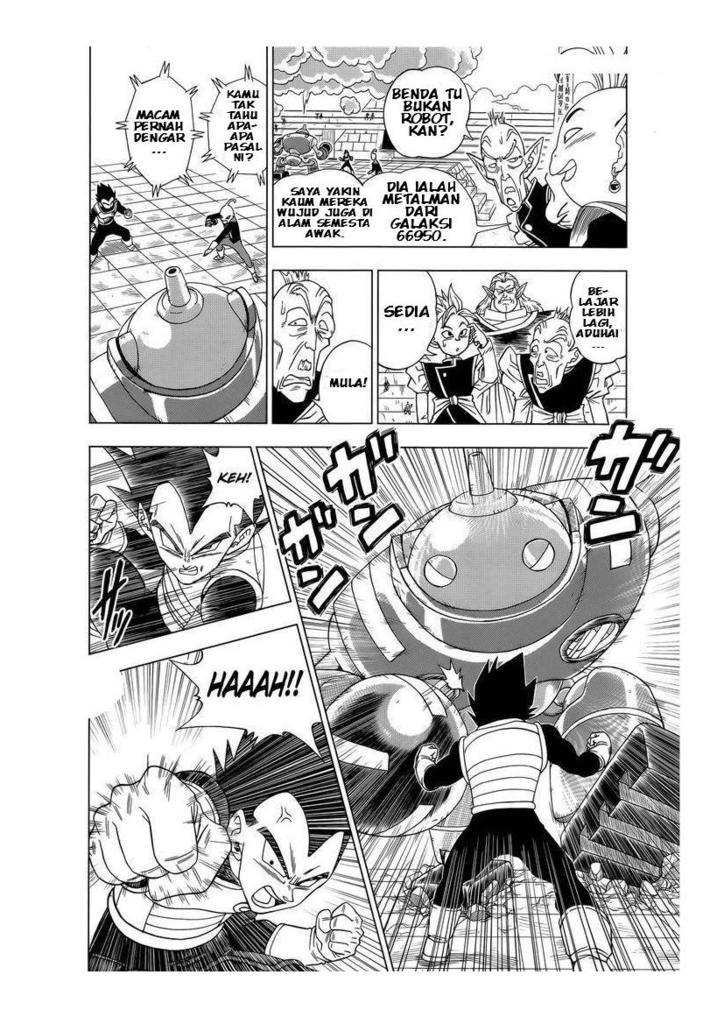 BENDA TU
BUKAN
ROBOT,
KAN?
DIA IALAH
METALMAN
DARI
GALAKSI
66950.
SAYA YAKIN
KAUM MEREKA
WUJUD JUGA DI
ALAM SEMESTA
AWAK.
KAMU
TAK
TAHU
APA-
APA
PASAL
NI?
MACAM
PERNAH
DENGAR
...
BE-
LAJAR
LEBIH
LAGI,
ADUHAI
...
SEDIA
...
MULA!
ガン
ガン
ガン
KEH!
HAAAH!!